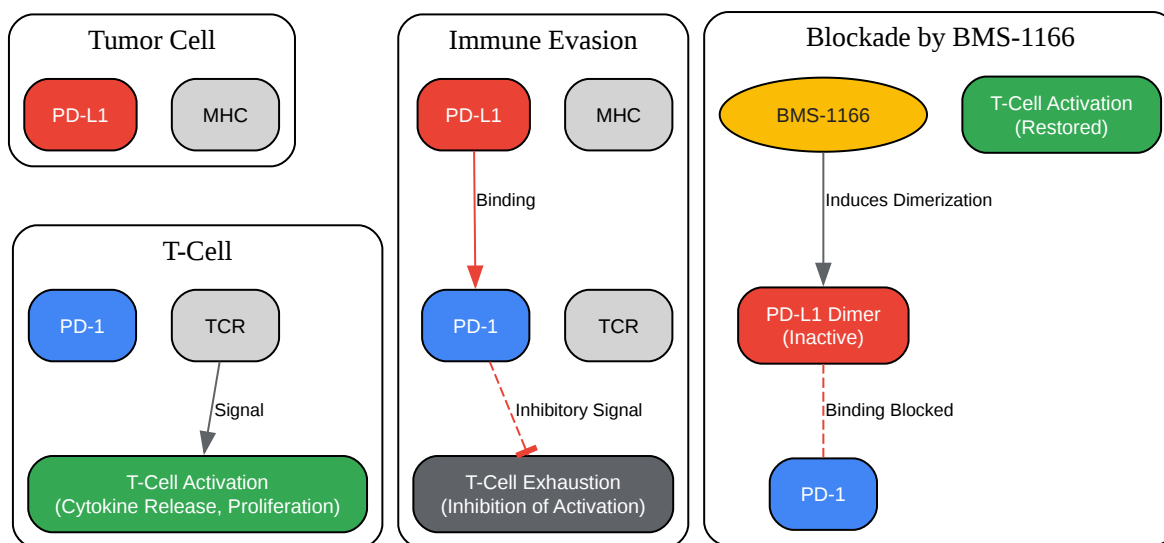 Tumor Cell
PD-L1
MHC
T-Cell
PD-1
TCR
Signal
T-Cell Activation
(Cytokine Release, Proliferation)
Immune Evasion
PD-L1
MHC
Binding
PD-1
TCR
Inhibitory Signal
T-Cell Exhaustion
(Inhibition of Activation)
Blockade by BMS-1166
BMS-1166
T-Cell Activation
(Restored)
Induces Dimerization
PD-L1 Dimer
(Inactive)
Binding Blocked
PD-1